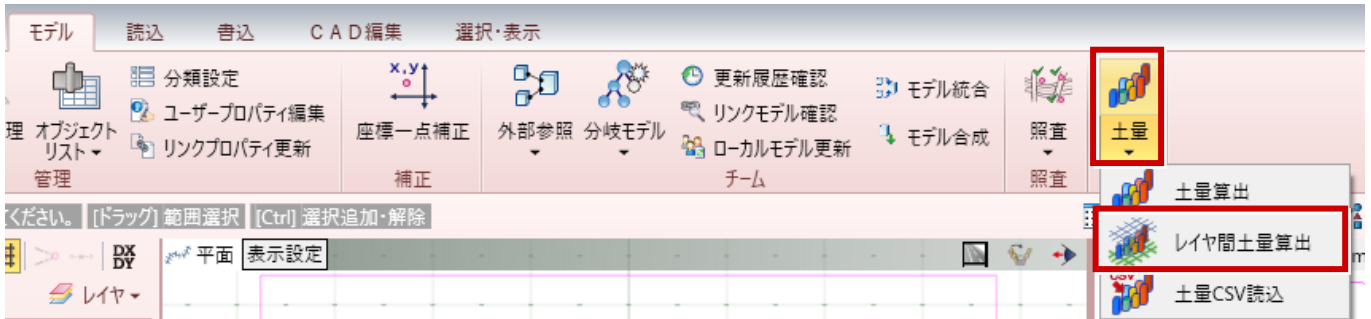 モデル 読込 書込 CAD編集 選択・表示
理
オブジェクト
リスト
分類設定
ユーザープロパティ編集
リンクプロパティ更新
管理
x,y
座標一点補正
補正
外部参照
分岐モデル
更新履歴確認
リンクモデル確認
ローカルモデル更新
モデル統合
モデル合成
チーム
照査
照査
土量
土量算出
レイヤ間土量算出
CSV
土量CSV読込
てください。 [ドラッグ] 範囲選択 [Ctrl] 選択追加・解除
DX
DY
平面 表示設定
レイヤ